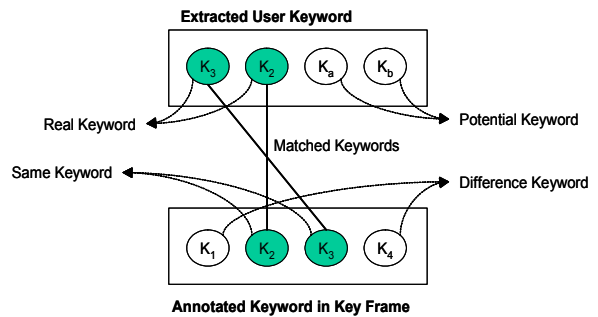 Extracted User Keyword
K3 K2 Ka Kb
Real Keyword
Potential Keyword
Matched Keywords
Same Keyword
Difference Keyword
K1 K2 K3 K4
Annotated Keyword in Key Frame